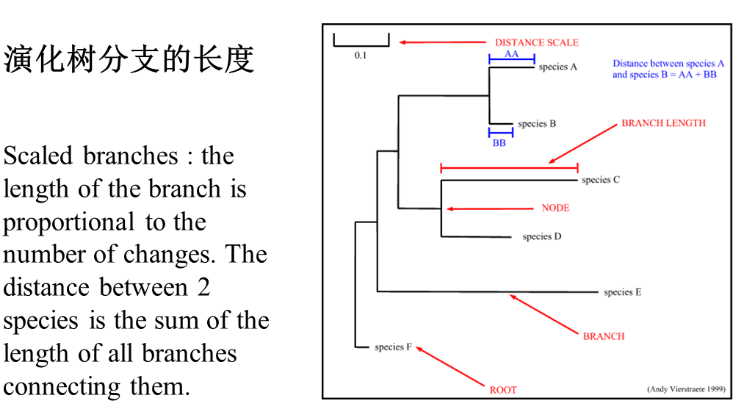 演化树分支的长度
Scaled branches : the
length of the branch is
proportional to the
number of changes. The
distance between 2
species is the sum of the
length of all branches
connecting them.
0.1
DISTANCE SCALE
AA
species A
Distance between species A
and species B = AA + BB
species B
BB
BRANCH LENGTH
species C
NODE
species D
species E
BRANCH
species F
ROOT
(Andy Vierstraete 1999)